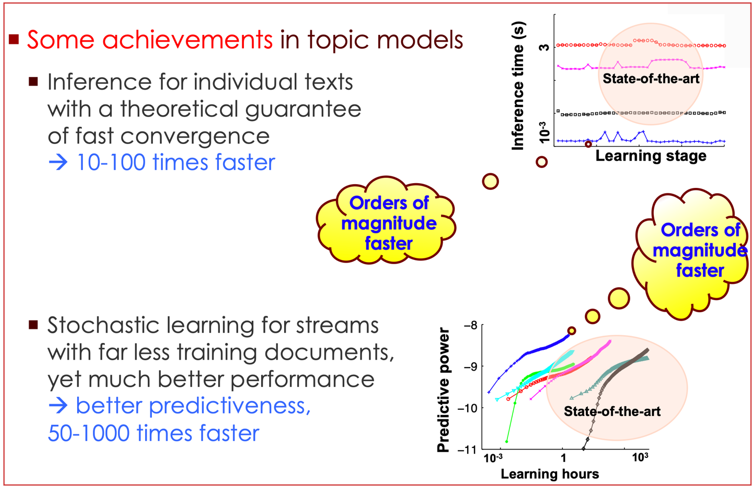 Some achievements in topic models
Inference for individual texts
with a theoretical guarantee
of fast convergence
→ 10-100 times faster
Inference time (s)
3
10⁻³
State-of-the-art
Learning stage
Orders of
magnitude
faster
Orders of
magnitude
faster
Stochastic learning for streams
with far less training documents,
yet much better performance
→ better predictiveness,
50-1000 times faster
Predictive power
−8
−9
−10
−11
State-of-the-art
10⁻³ 1 10³
Learning hours